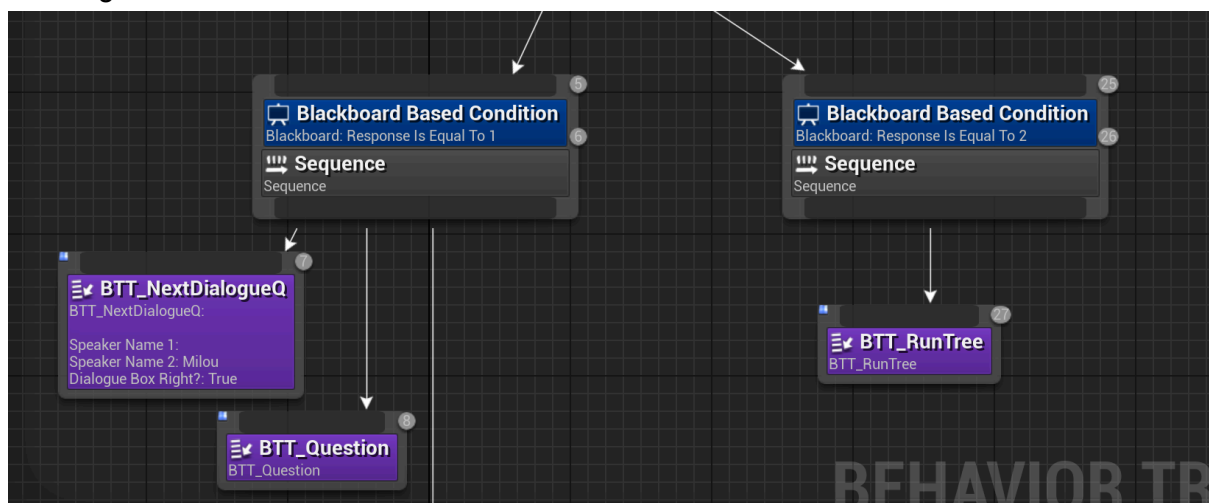 5
Blackboard Based Condition
Blackboard: Response Is Equal To 1
6
Sequence
Sequence
25
Blackboard Based Condition
Blackboard: Response Is Equal To 2
26
Sequence
Sequence
7
BTT_NextDialogueQ
BTT_NextDialogueQ:
Speaker Name 1:
Speaker Name 2: Milou
Dialogue Box Right?: True
8
BTT_Question
BTT_Question
27
BTT_RunTree
BTT_RunTree
BEHAVIOR TR